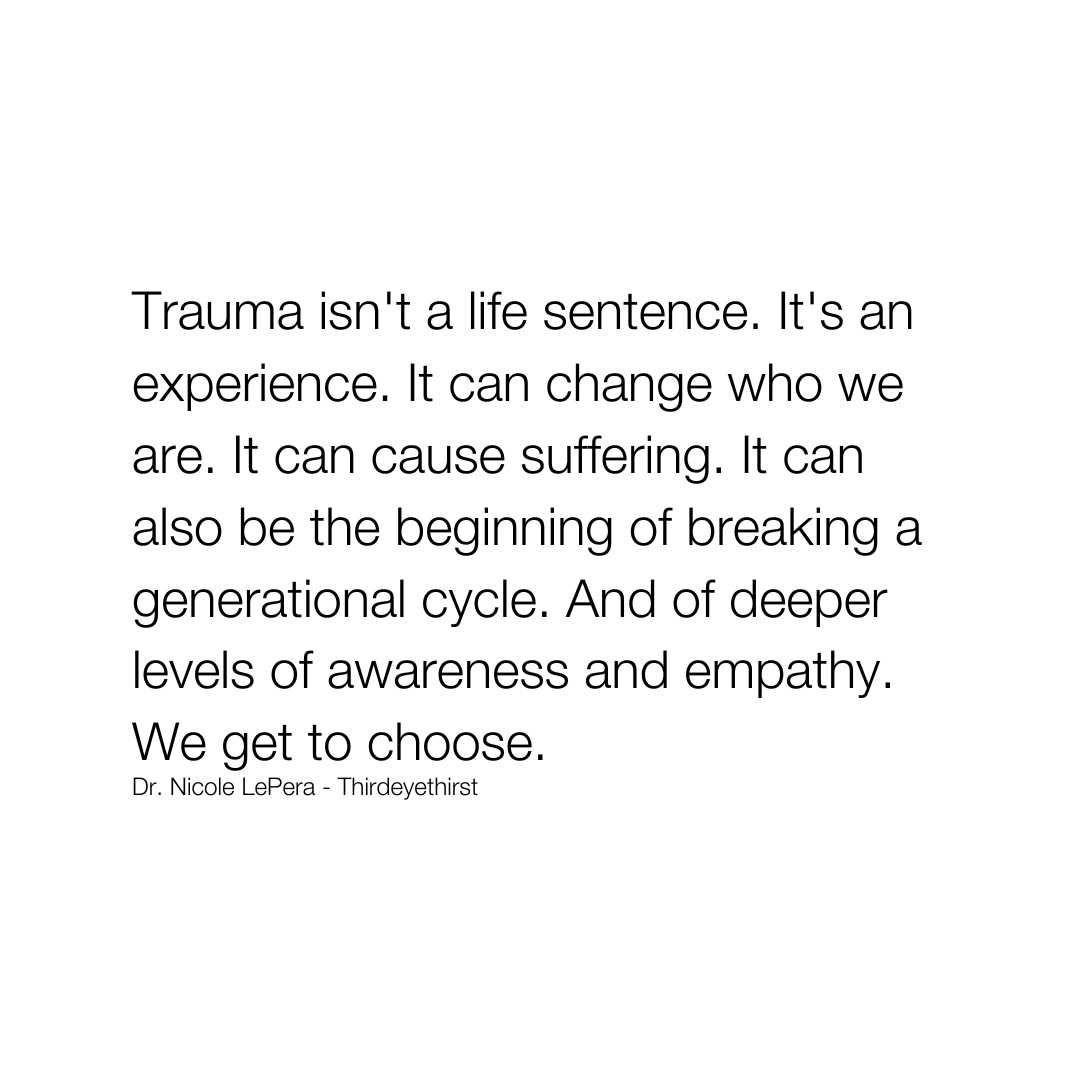 Trauma isn't a life sentence. It's an
experience. It can change who we
are. It can cause suffering. It can
also be the beginning of breaking a
generational cycle. And of deeper
levels of awareness and empathy.
We get to choose.
Dr. Nicole LePera - Thirdeyethirst